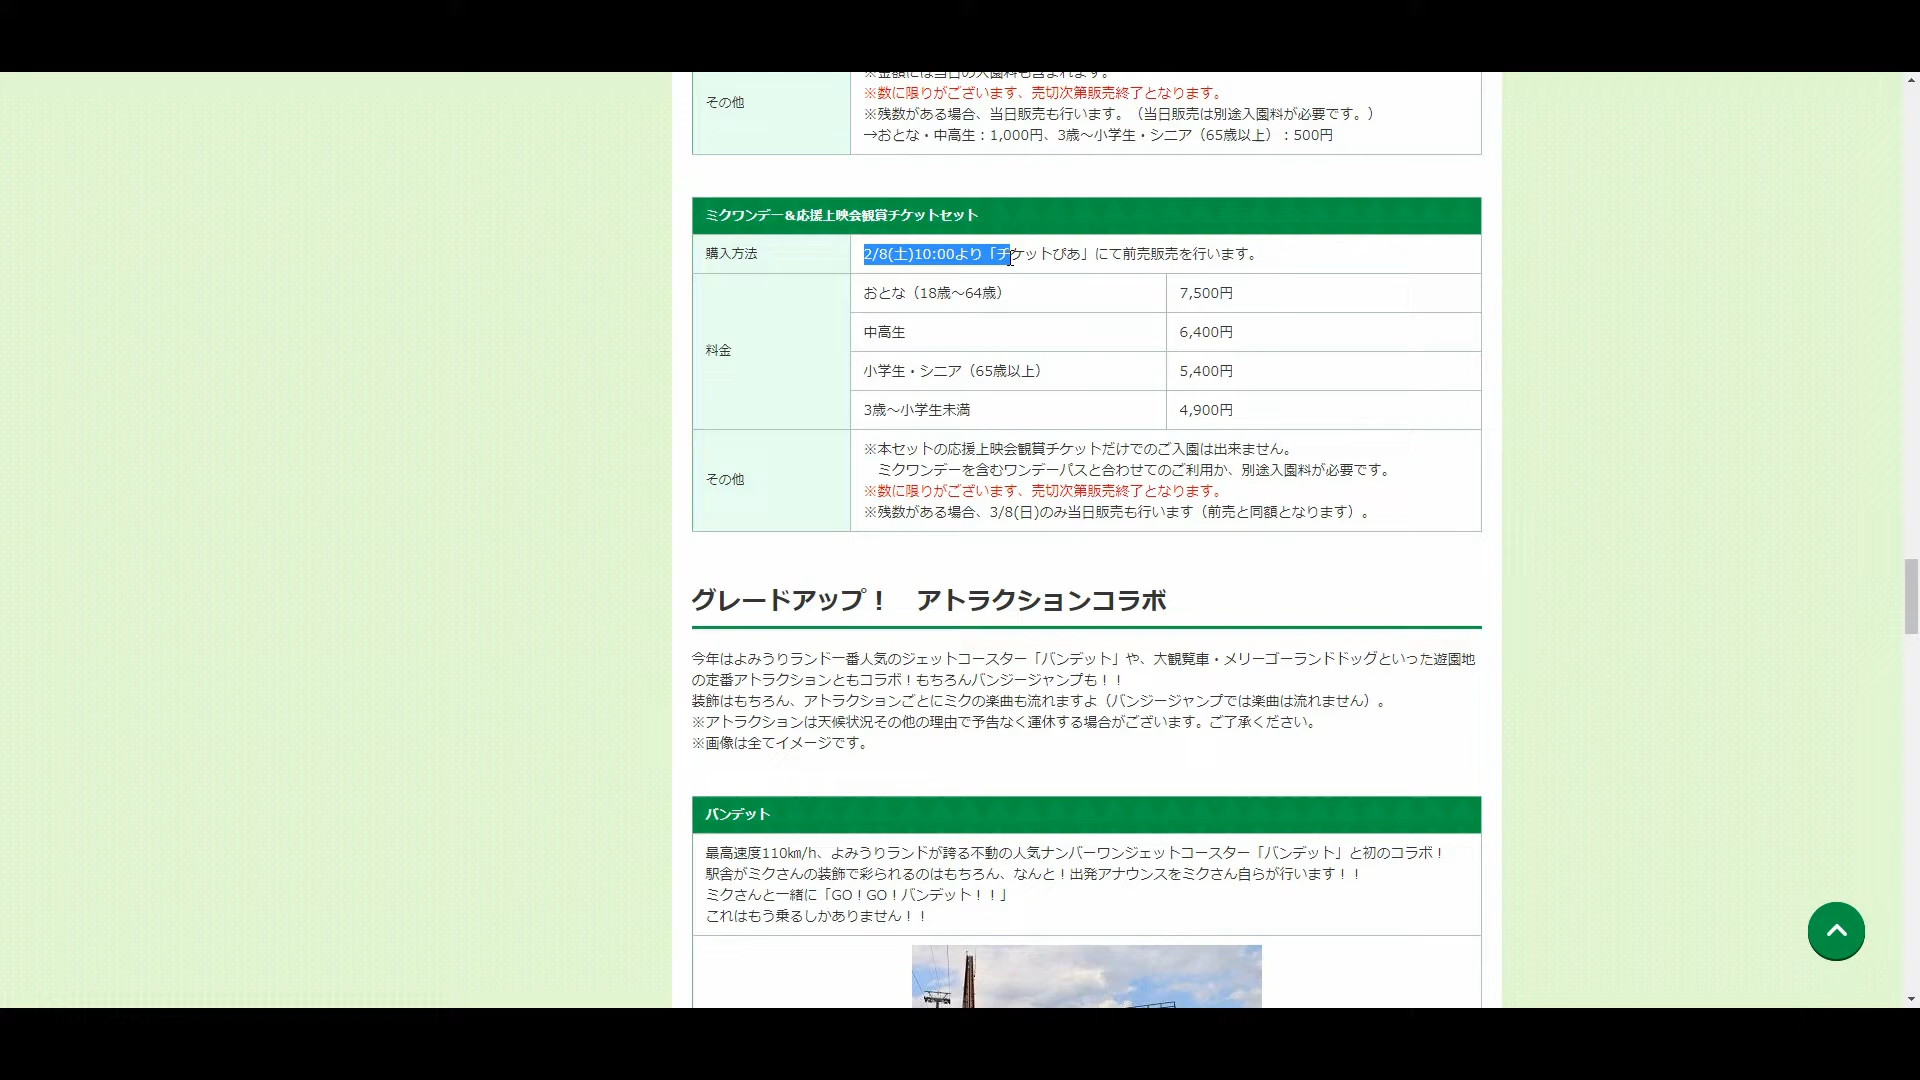 ※金額には当日の入園料も含まれます。
その他
※数に限りがございます、売切次第販売終了となります。
※残数がある場合、当日販売も行います。（当日販売は別途入園料が必要です。）
→おとな・中高生：1,000円、3歳～小学生・シニア（65歳以上）：500円
ミクワンデー＆応援上映会観賞チケットセット
購入方法
2/8(土)10:00より「チケットぴあ」にて前売販売を行います。
料金
おとな（18歳～64歳）
7,500円
中高生
6,400円
小学生・シニア（65歳以上）
5,400円
3歳～小学生未満
4,900円
その他
※本セットの応援上映会観賞チケットだけでのご入園は出来ません。
ミクワンデーを含むワンデーパスと合わせてのご利用か、別途入園料が必要です。
※数に限りがございます、売切次第販売終了となります。
※残数がある場合、3/8(日)のみ当日販売も行います（前売と同額となります）。
グレードアップ！　アトラクションコラボ
今年はよみうりランド一番人気のジェットコースター「バンデット」や、大観覧車・メリーゴーランドドッグといった遊園地
の定番アトラクションともコラボ！もちろんバンジージャンプも！！
装飾はもちろん、アトラクションごとにミクの楽曲も流れますよ（バンジージャンプでは楽曲は流れません）。
※アトラクションは天候状況その他の理由で予告なく運休する場合がございます。ご了承ください。
※画像は全てイメージです。
バンデット
最高速度110㎞/h、よみうりランドが誇る不動の人気ナンバーワンジェットコースター「バンデット」と初のコラボ！
駅舎がミクさんの装飾で彩られるのはもちろん、なんと！出発アナウンスをミクさん自らが行います！！
ミクさんと一緒に「GO！GO！バンデット！！」
これはもう乗るしかありません！！